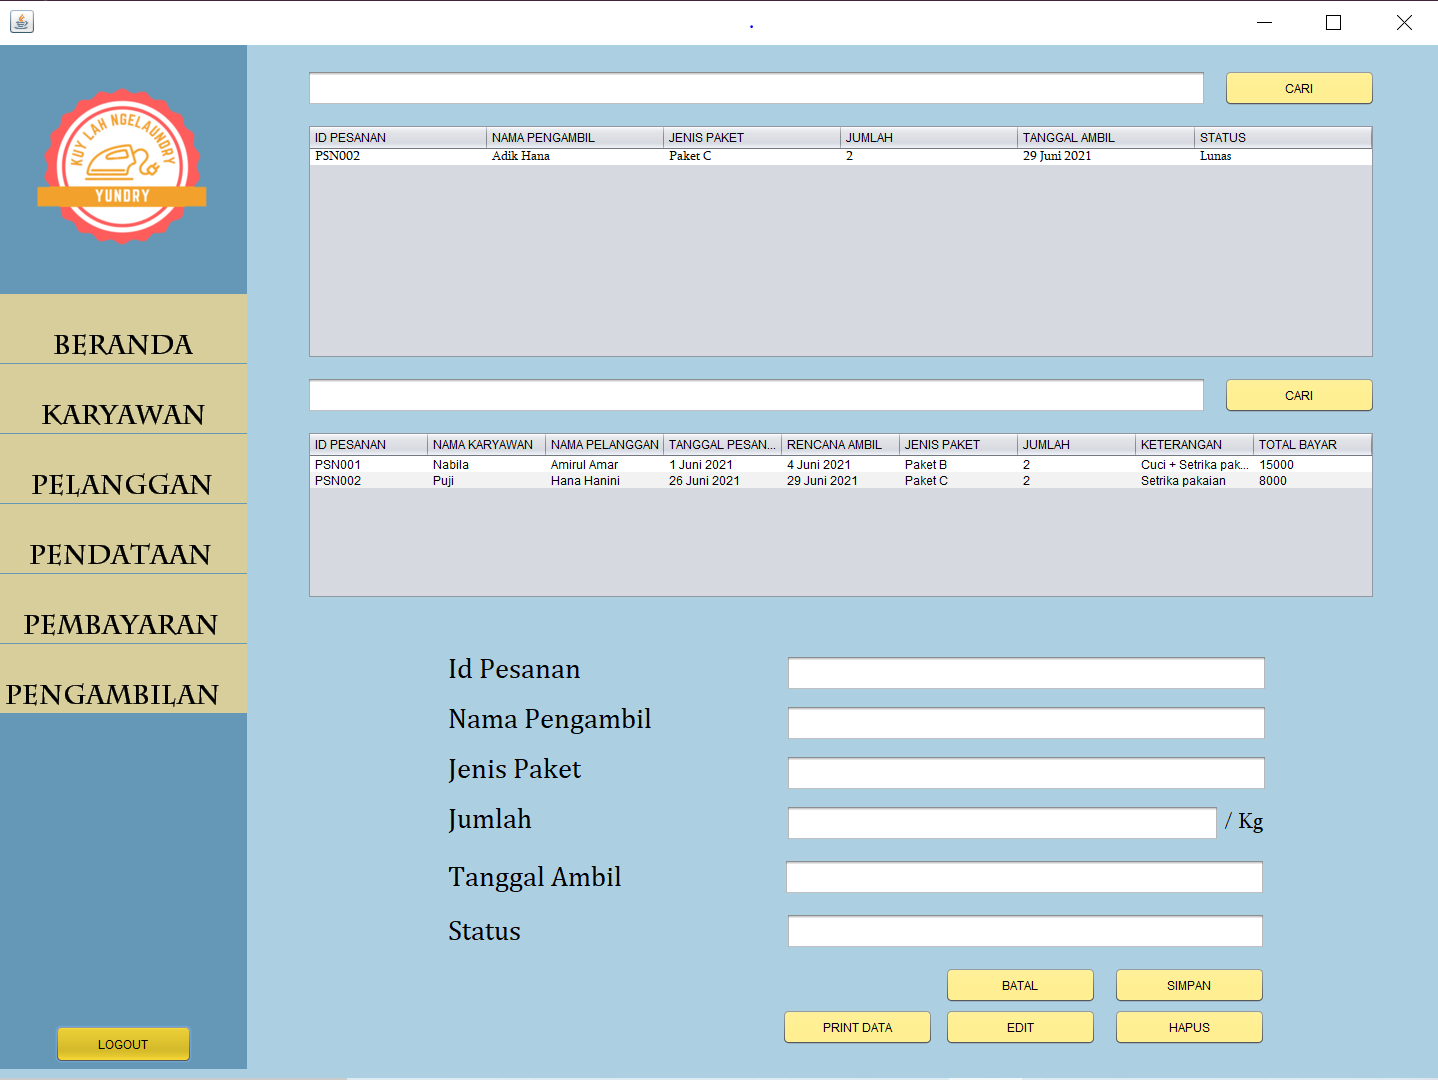 KUY LAH NGELAUNDRY
YUNDRY
BERANDA
KARYAWAN
PELANGGAN
PENDATAAN
PEMBAYARAN
PENGAMBILAN
LOGOUT
CARI
ID PESANAN NAMA PENGAMBIL JENIS PAKET JUMLAH TANGGAL AMBIL STATUS
PSN002 Adik Hana Paket C 2 29 Juni 2021 Lunas
CARI
ID PESANAN NAMA KARYAWAN NAMA PELANGGAN TANGGAL PESAN... RENCANA AMBIL JENIS PAKET JUMLAH KETERANGAN TOTAL BAYAR
PSN001 Nabila Amirul Amar 1 Juni 2021 4 Juni 2021 Paket B 2 Cuci + Setrika pak... 15000
PSN002 Puji Hana Hanini 26 Juni 2021 29 Juni 2021 Paket C 2 Setrika pakaian 8000
Id Pesanan
Nama Pengambil
Jenis Paket
Jumlah / Kg
Tanggal Ambil
Status
BATAL SIMPAN
PRINT DATA EDIT HAPUS